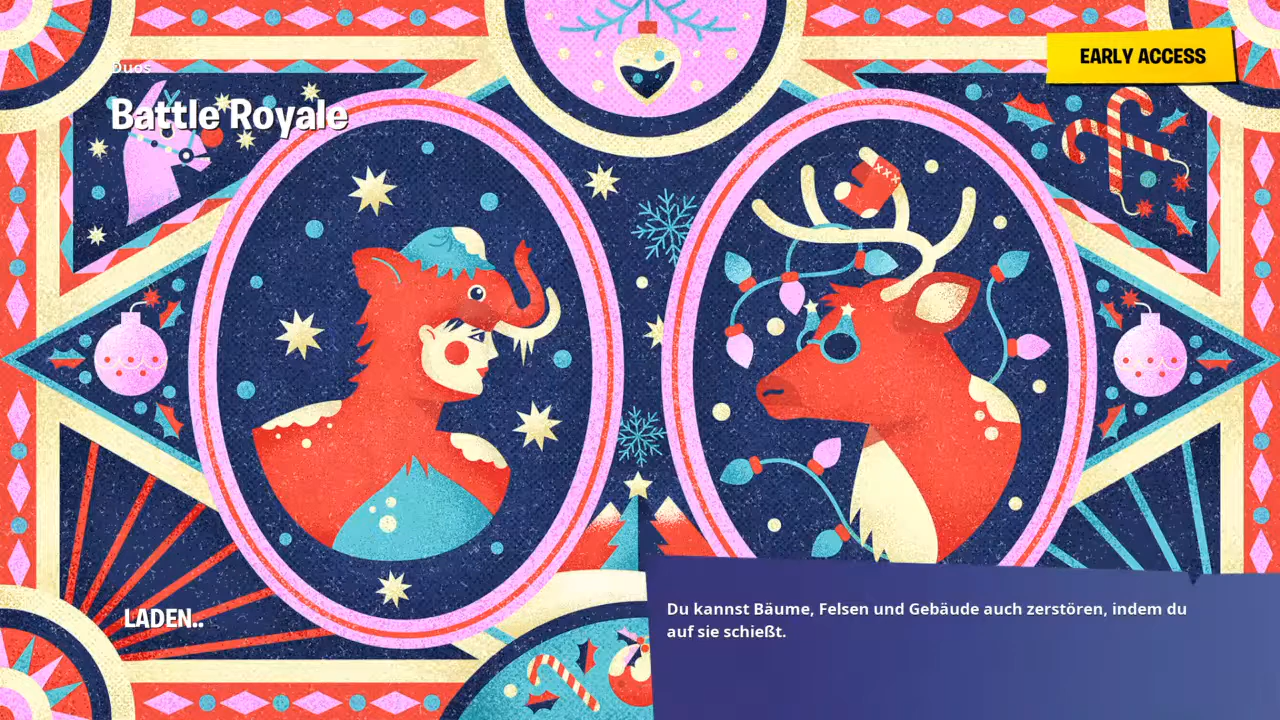 Duos
Battle Royale
EARLY ACCESS
LADEN..
Du kannst Bäume, Felsen und Gebäude auch zerstören, indem du
auf sie schießt.